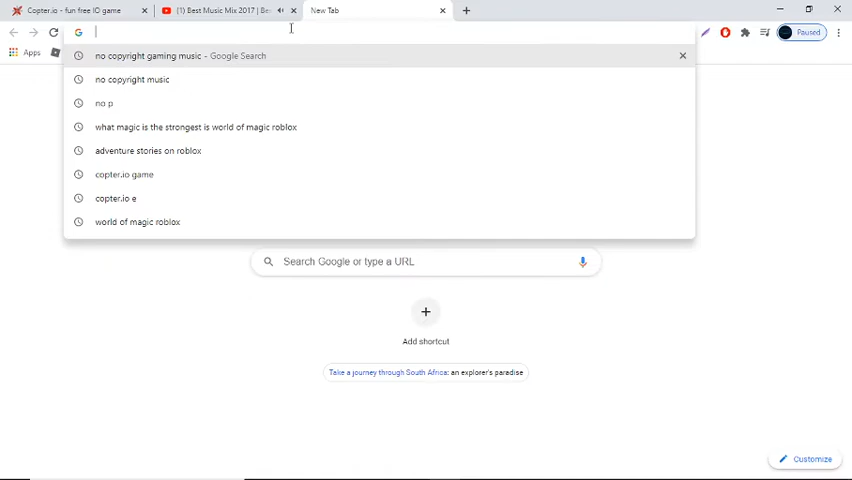 Copter.io - fun free IO game
(1) Best Music Mix 2017 | Be
New Tab
Paused
Apps
no copyright gaming music - Google Search
no copyright music
no p
what magic is the strongest is world of magic roblox
adventure stories on roblox
copter.io game
copter.io e
world of magic roblox
Search Google or type a URL
Add shortcut
Take a journey through South Africa: an explorer's paradise
Customize